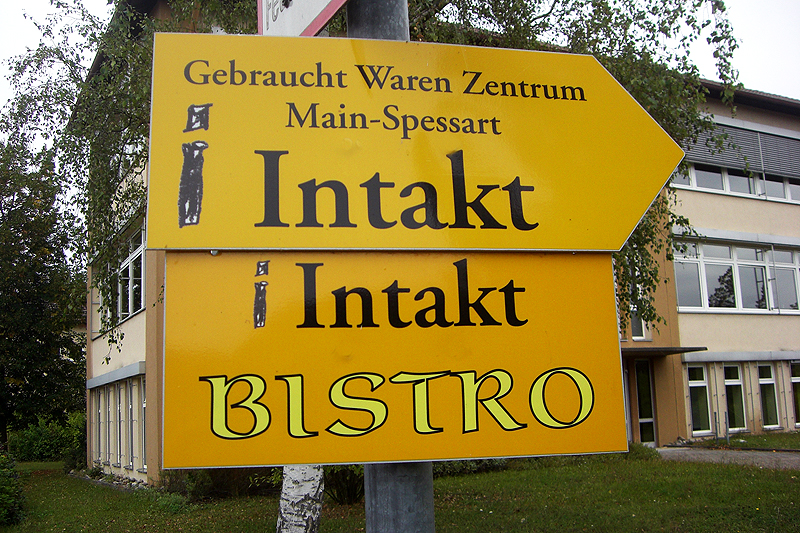 Gebraucht Waren Zentrum
Main-Spessart
i Intakt
i Intakt
BISTRO